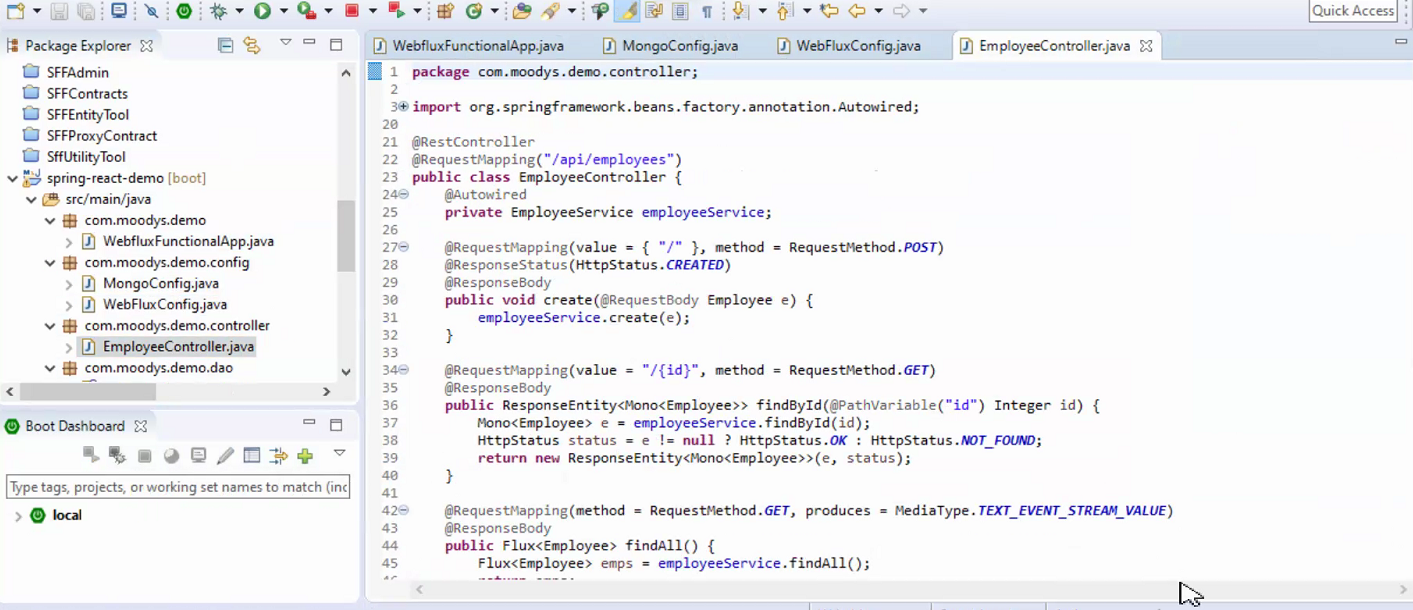 Quick Access
Package Explorer
SFFAdmin
SFFContracts
SFFEntityTool
SFFProxyContract
SffUtilityTool
spring-react-demo [boot]
src/main/java
com.moodys.demo
WebfluxFunctionalApp.java
com.moodys.demo.config
MongoConfig.java
WebFluxConfig.java
com.moodys.demo.controller
EmployeeController.java
com.moodys.demo.dao
Boot Dashboard
Type tags, projects, or working set names to match (inc
local
WebfluxFunctionalApp.java MongoConfig.java WebFluxConfig.java EmployeeController.java
1 package com.moodys.demo.controller;
2
3 import org.springframework.beans.factory.annotation.Autowired;
20
21 @RestController
22 @RequestMapping("/api/employees")
23 public class EmployeeController {
24 @Autowired
25 private EmployeeService employeeService;
26
27 @RequestMapping(value = { "/" }, method = RequestMethod.POST)
28 @ResponseStatus(HttpStatus.CREATED)
29 @ResponseBody
30 public void create(@RequestBody Employee e) {
31 employeeService.create(e);
32 }
33
34 @RequestMapping(value = "/{id}", method = RequestMethod.GET)
35 @ResponseBody
36 public ResponseEntity<Mono<Employee>> findById(@PathVariable("id") Integer id) {
37 Mono<Employee> e = employeeService.findById(id);
38 HttpStatus status = e != null ? HttpStatus.OK : HttpStatus.NOT_FOUND;
39 return new ResponseEntity<Mono<Employee>>(e, status);
40 }
41
42 @RequestMapping(method = RequestMethod.GET, produces = MediaType.TEXT_EVENT_STREAM_VALUE)
43 @ResponseBody
44 public Flux<Employee> findAll() {
45 Flux<Employee> emps = employeeService.findAll();